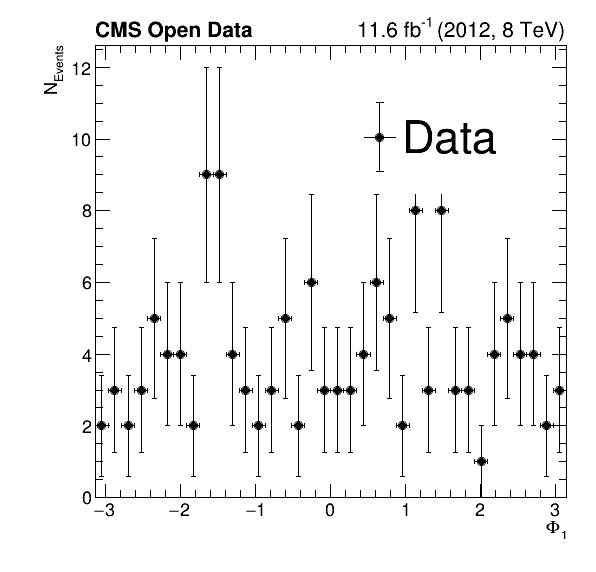 CMS Open Data 11.6 fb⁻¹ (2012, 8 TeV)
N_Events
12
10
Data
8
6
4
2
0
−3 −2 −1 0 1 2 3
Φ₁